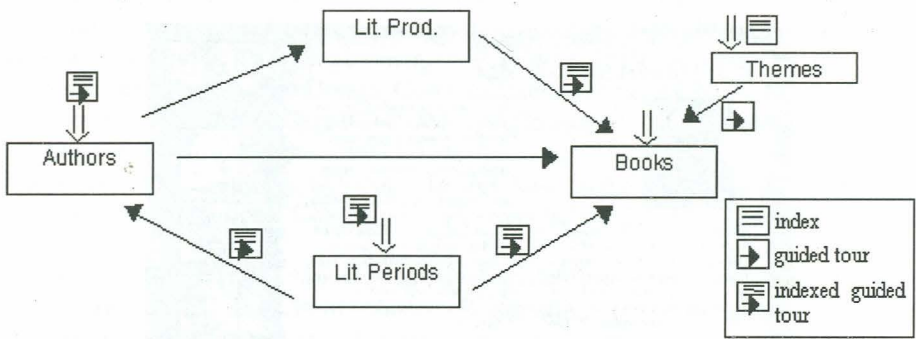 Lit. Prod.
Themes
Authors
Books
Lit. Periods
index
guided tour
indexed guided
tour